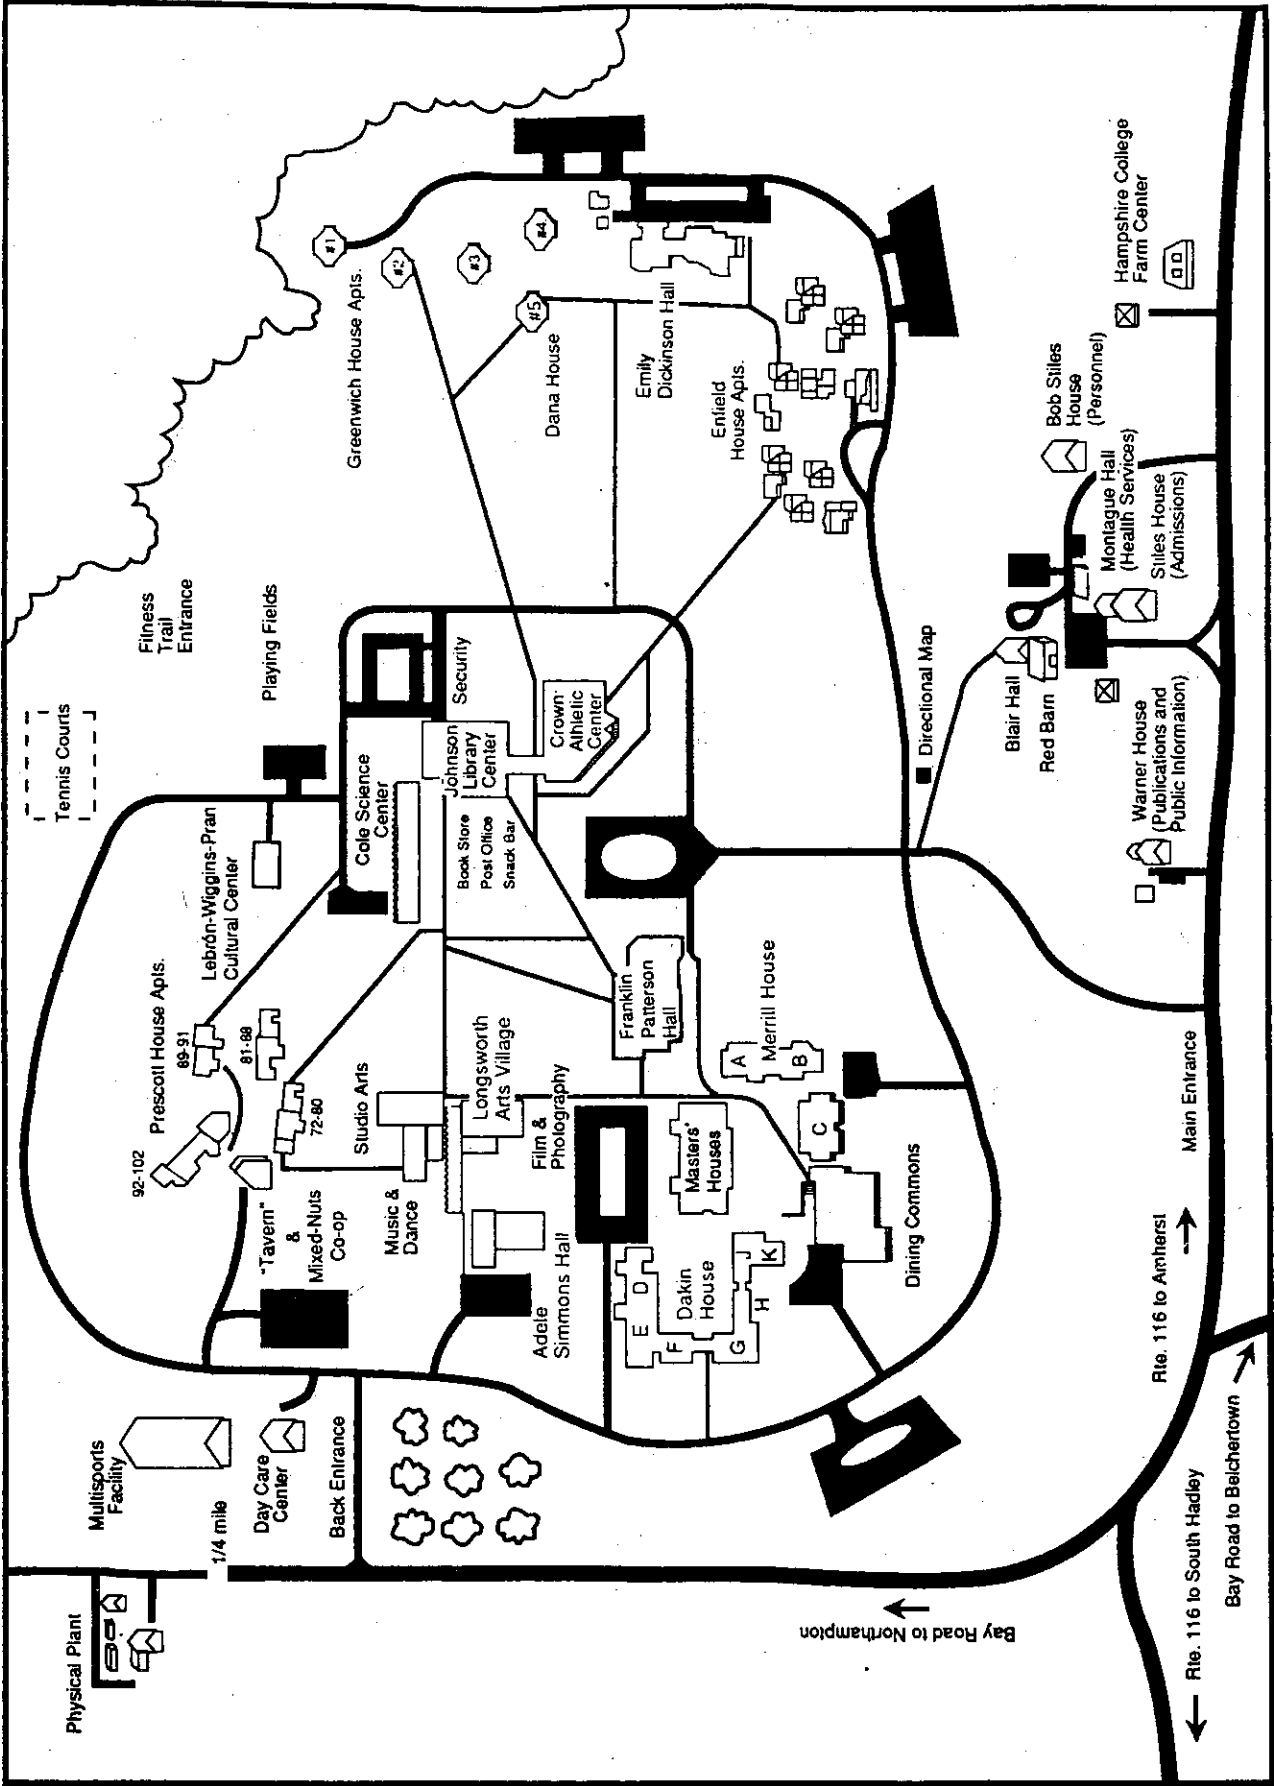 Physical Plant
Multisports
Facility
1/4 mile
Day Care
Center
Back Entrance
Tennis Courts
Fitness
Trail
Entrance
Playing Fields
Lebrón-Wiggins-Pran
Cultural Center
Prescott House Apts.
92-102
89-91
81-88
72-80
"Tavern"
&
Mixed-Nuts
Co-op
Studio Arts
Music &
Dance
Cole Science
Center
Security
Johnson
Library
Center
Book Store
Post Office
Snack Bar
Crown
Athletic
Center
Longsworth
Arts Village
Film &
Photography
Adele
Simmons Hall
Franklin
Patterson
Hall
Greenwich House Apts.
#1
#2
#3
#4
#5
Dana House
Emily
Dickinson Hall
Enfield
House Apts.
Merrill House
A
B
C
Masters'
Houses
Dakin
House
D
E
F
G
H
J
K
Dining Commons
Directional Map
Blair Hall
Red Barn
Warner House
(Publications and
Public Information)
Bob Stiles
House
(Personnel)
Montague Hall
(Health Services)
Stiles House
(Admissions)
Hampshire College
Farm Center
Main Entrance
Rte. 116 to Amherst
Rte. 116 to South Hadley
Bay Road to Belchertown
Bay Road to Northampton